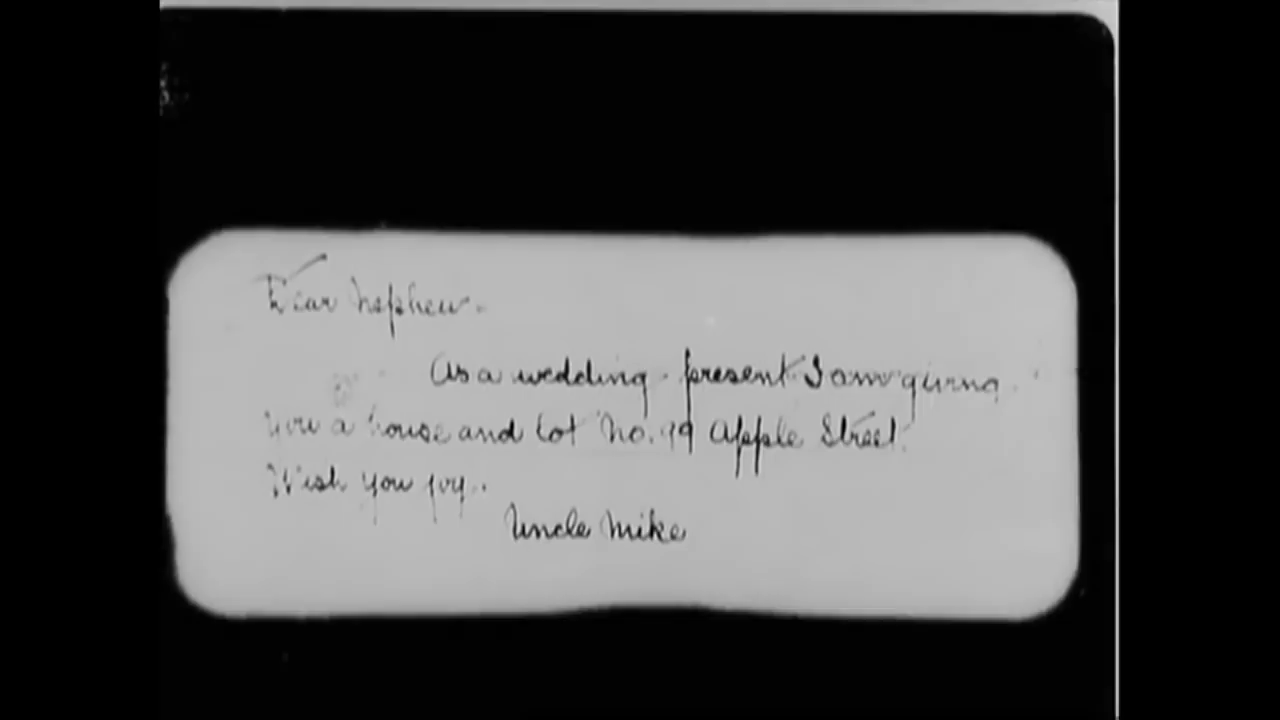 Dear nephew.
As a wedding present I am giving
you a house and lot No. 99 Apple Street.
Wish you joy.
Uncle Mike